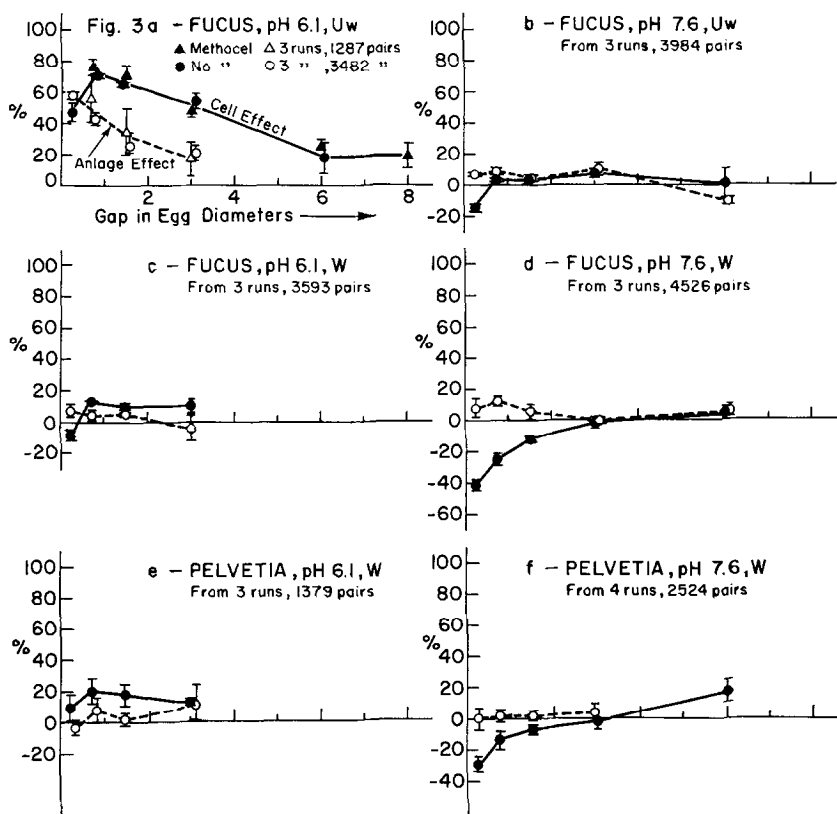 Fig. 3a - FUCUS, pH 6.1, Uw
▲ Methocel △ 3 runs, 1287 pairs
● No " ○ 3 " , 3482 "
%
100
80
60
40
20
0
Cell Effect
Anlage Effect
2 4 6 8
Gap in Egg Diameters →
b - FUCUS, pH 7.6, Uw
From 3 runs, 3984 pairs
%
100
80
60
40
20
0
-20
c - FUCUS, pH 6.1, W
From 3 runs, 3593 pairs
%
100
80
60
40
20
0
-20
d - FUCUS, pH 7.6, W
From 3 runs, 4526 pairs
%
100
80
60
40
20
0
-20
-40
-60
e - PELVETIA, pH 6.1, W
From 3 runs, 1379 pairs
%
100
80
60
40
20
0
-20
f - PELVETIA, pH 7.6, W
From 4 runs, 2524 pairs
%
100
80
60
40
20
0
-20
-40